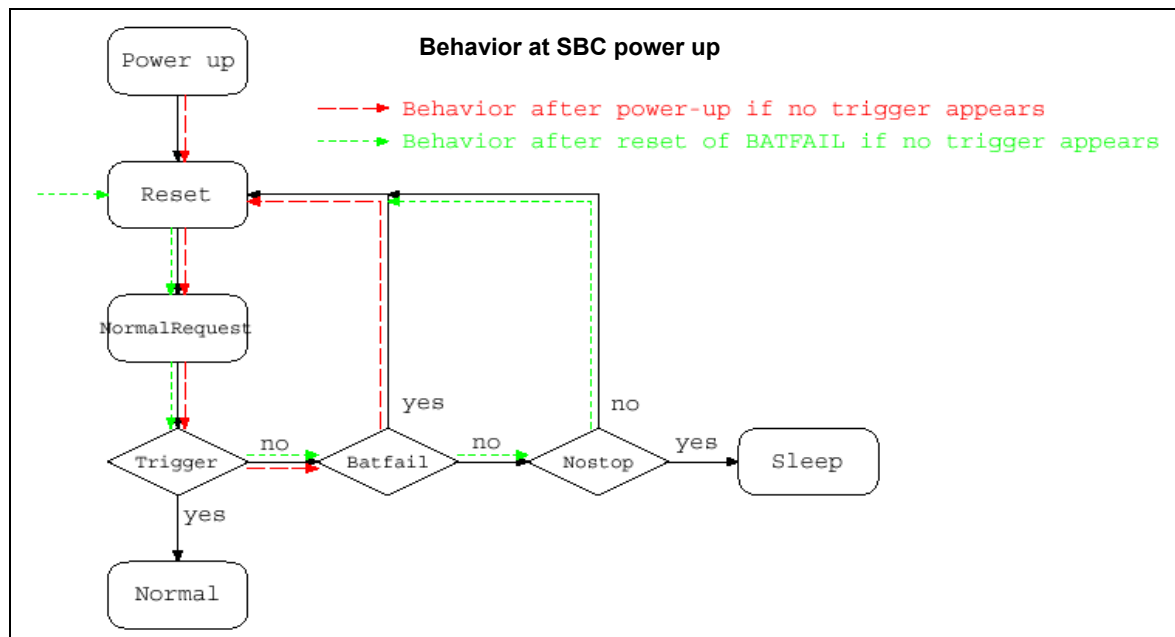 Behavior at SBC power up
Power up
Behavior after power-up if no trigger appears
Behavior after reset of BATFAIL if no trigger appears
Reset
NormalRequest
yes
no
no
no
yes
Trigger
Batfail
Nostop
Sleep
yes
Normal